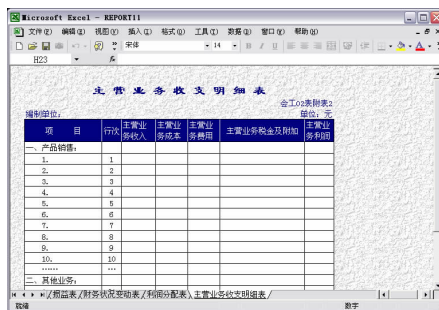 Microsoft Excel - REPORT11
文件(F) 编辑(E) 视图(V) 插入(I) 格式(O) 工具(T) 数据(D) 窗口(W) 帮助(H)
宋体 14 B I U
H23 fx
主 营 业 务 收 支 明 细 表
会工02表附表2
编制单位: 单位: 元
项 目 行次 主营业务收入 主营业务成本 主营业务费用 主营业务税金及附加 主营业务利润
一、产品销售:
1. 1
2. 2
3. 3
4. 4
5. 5
6. 6
7. 7
8. 8
9. 9
10. 10
…… …
二、其他业务:
损益表 / 财务状况变动表 / 利润分配表 \ 主营业务收支明细表 /
就绪 数字